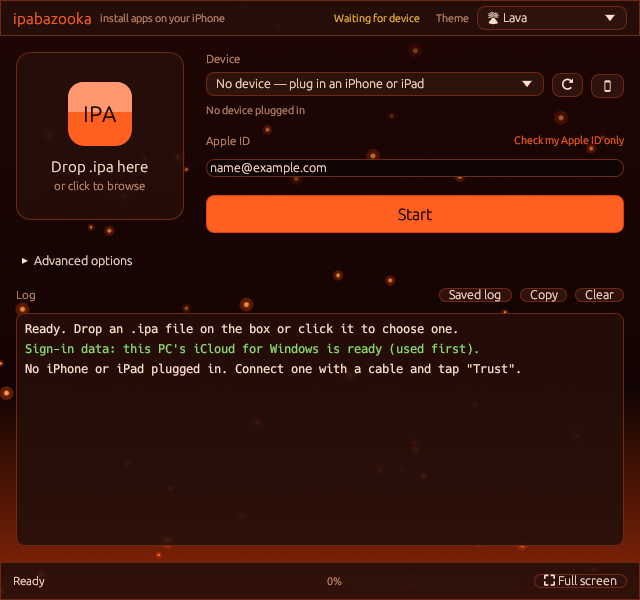 ipabazooka install apps on your iPhone Waiting for device Theme Lava
IPA
Drop .ipa here
or click to browse
Device
No device — plug in an iPhone or iPad
No device plugged in
Apple ID Check my Apple ID only
name@example.com
Start
Advanced options
Log Saved log Copy Clear
Ready. Drop an .ipa file on the box or click it to choose one.
Sign-in data: this PC's iCloud for Windows is ready (used first).
No iPhone or iPad plugged in. Connect one with a cable and tap "Trust".
Ready 0% Full screen